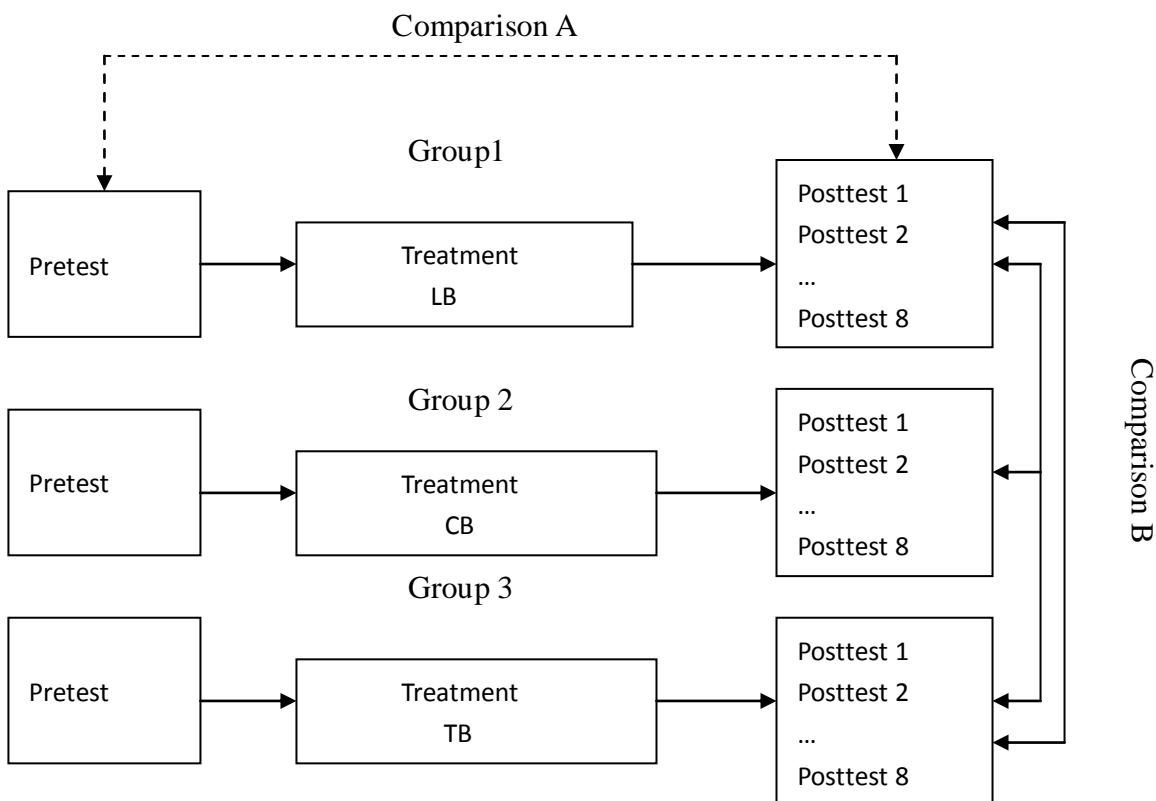 Comparison A
Group1
Pretest
Treatment
LB
Posttest 1
Posttest 2
...
Posttest 8
Group 2
Pretest
Treatment
CB
Posttest 1
Posttest 2
...
Posttest 8
Group 3
Pretest
Treatment
TB
Posttest 1
Posttest 2
...
Posttest 8
Comparison B